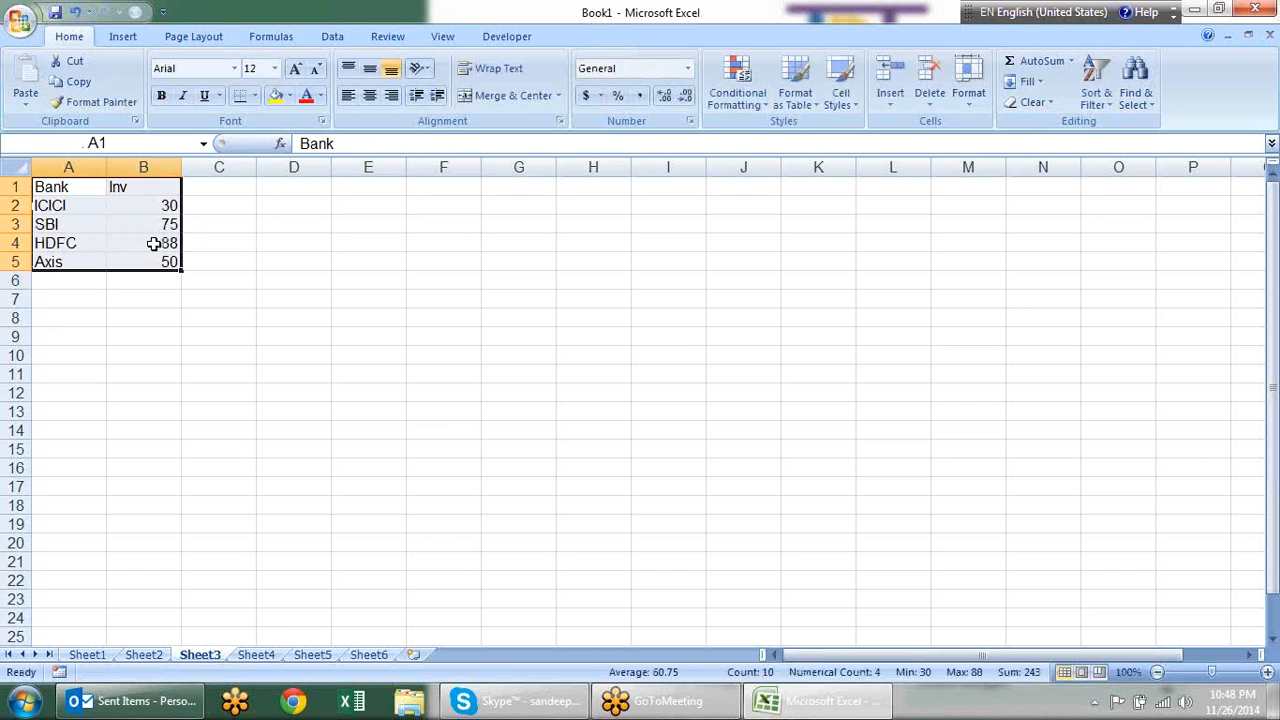 Book1 - Microsoft Excel
EN English (United States) Help
Home Insert Page Layout Formulas Data Review View Developer
Paste
Cut
Copy
Format Painter
Clipboard
Arial 12
B I U
Font
Wrap Text
Merge & Center
Alignment
General
$ % ,
Number
Conditional Formatting
Format as Table
Cell Styles
Styles
Insert Delete Format
Cells
AutoSum
Fill
Clear
Sort & Filter
Find & Select
Editing
A1 fx Bank
A B C D E F G H I J K L M N O P
1 Bank Inv
2 ICICI 30
3 SBI 75
4 HDFC 88
5 Axis 50
6
7
8
9
10
11
12
13
14
15
16
17
18
19
20
21
22
23
24
25
Sheet1 Sheet2 Sheet3 Sheet4 Sheet5 Sheet6
Ready Average: 60.75 Count: 10 Numerical Count: 4 Min: 30 Max: 88 Sum: 243 100%
Sent Items - Perso... Skype™ - sandeep... GoToMeeting Microsoft Excel - ... 10:48 PM
11/26/2014